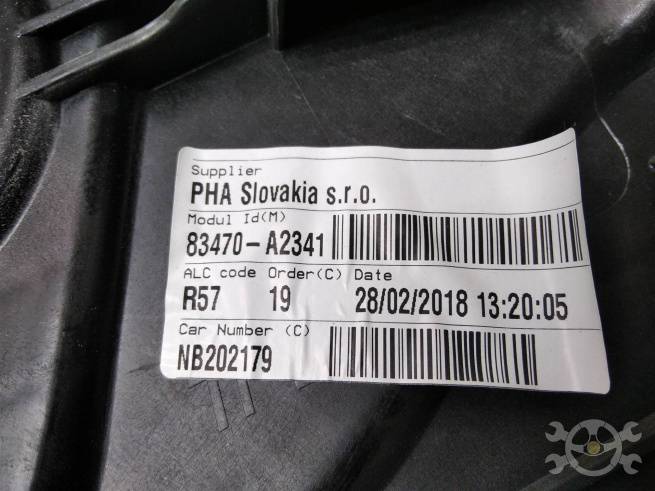 Supplier
PHA Slovakia s.r.o.
Modul Id(M)
83470-A2341
ALC code Order(C) Date
R57 19 28/02/2018 13:20:05
Car Number (C)
NB202179